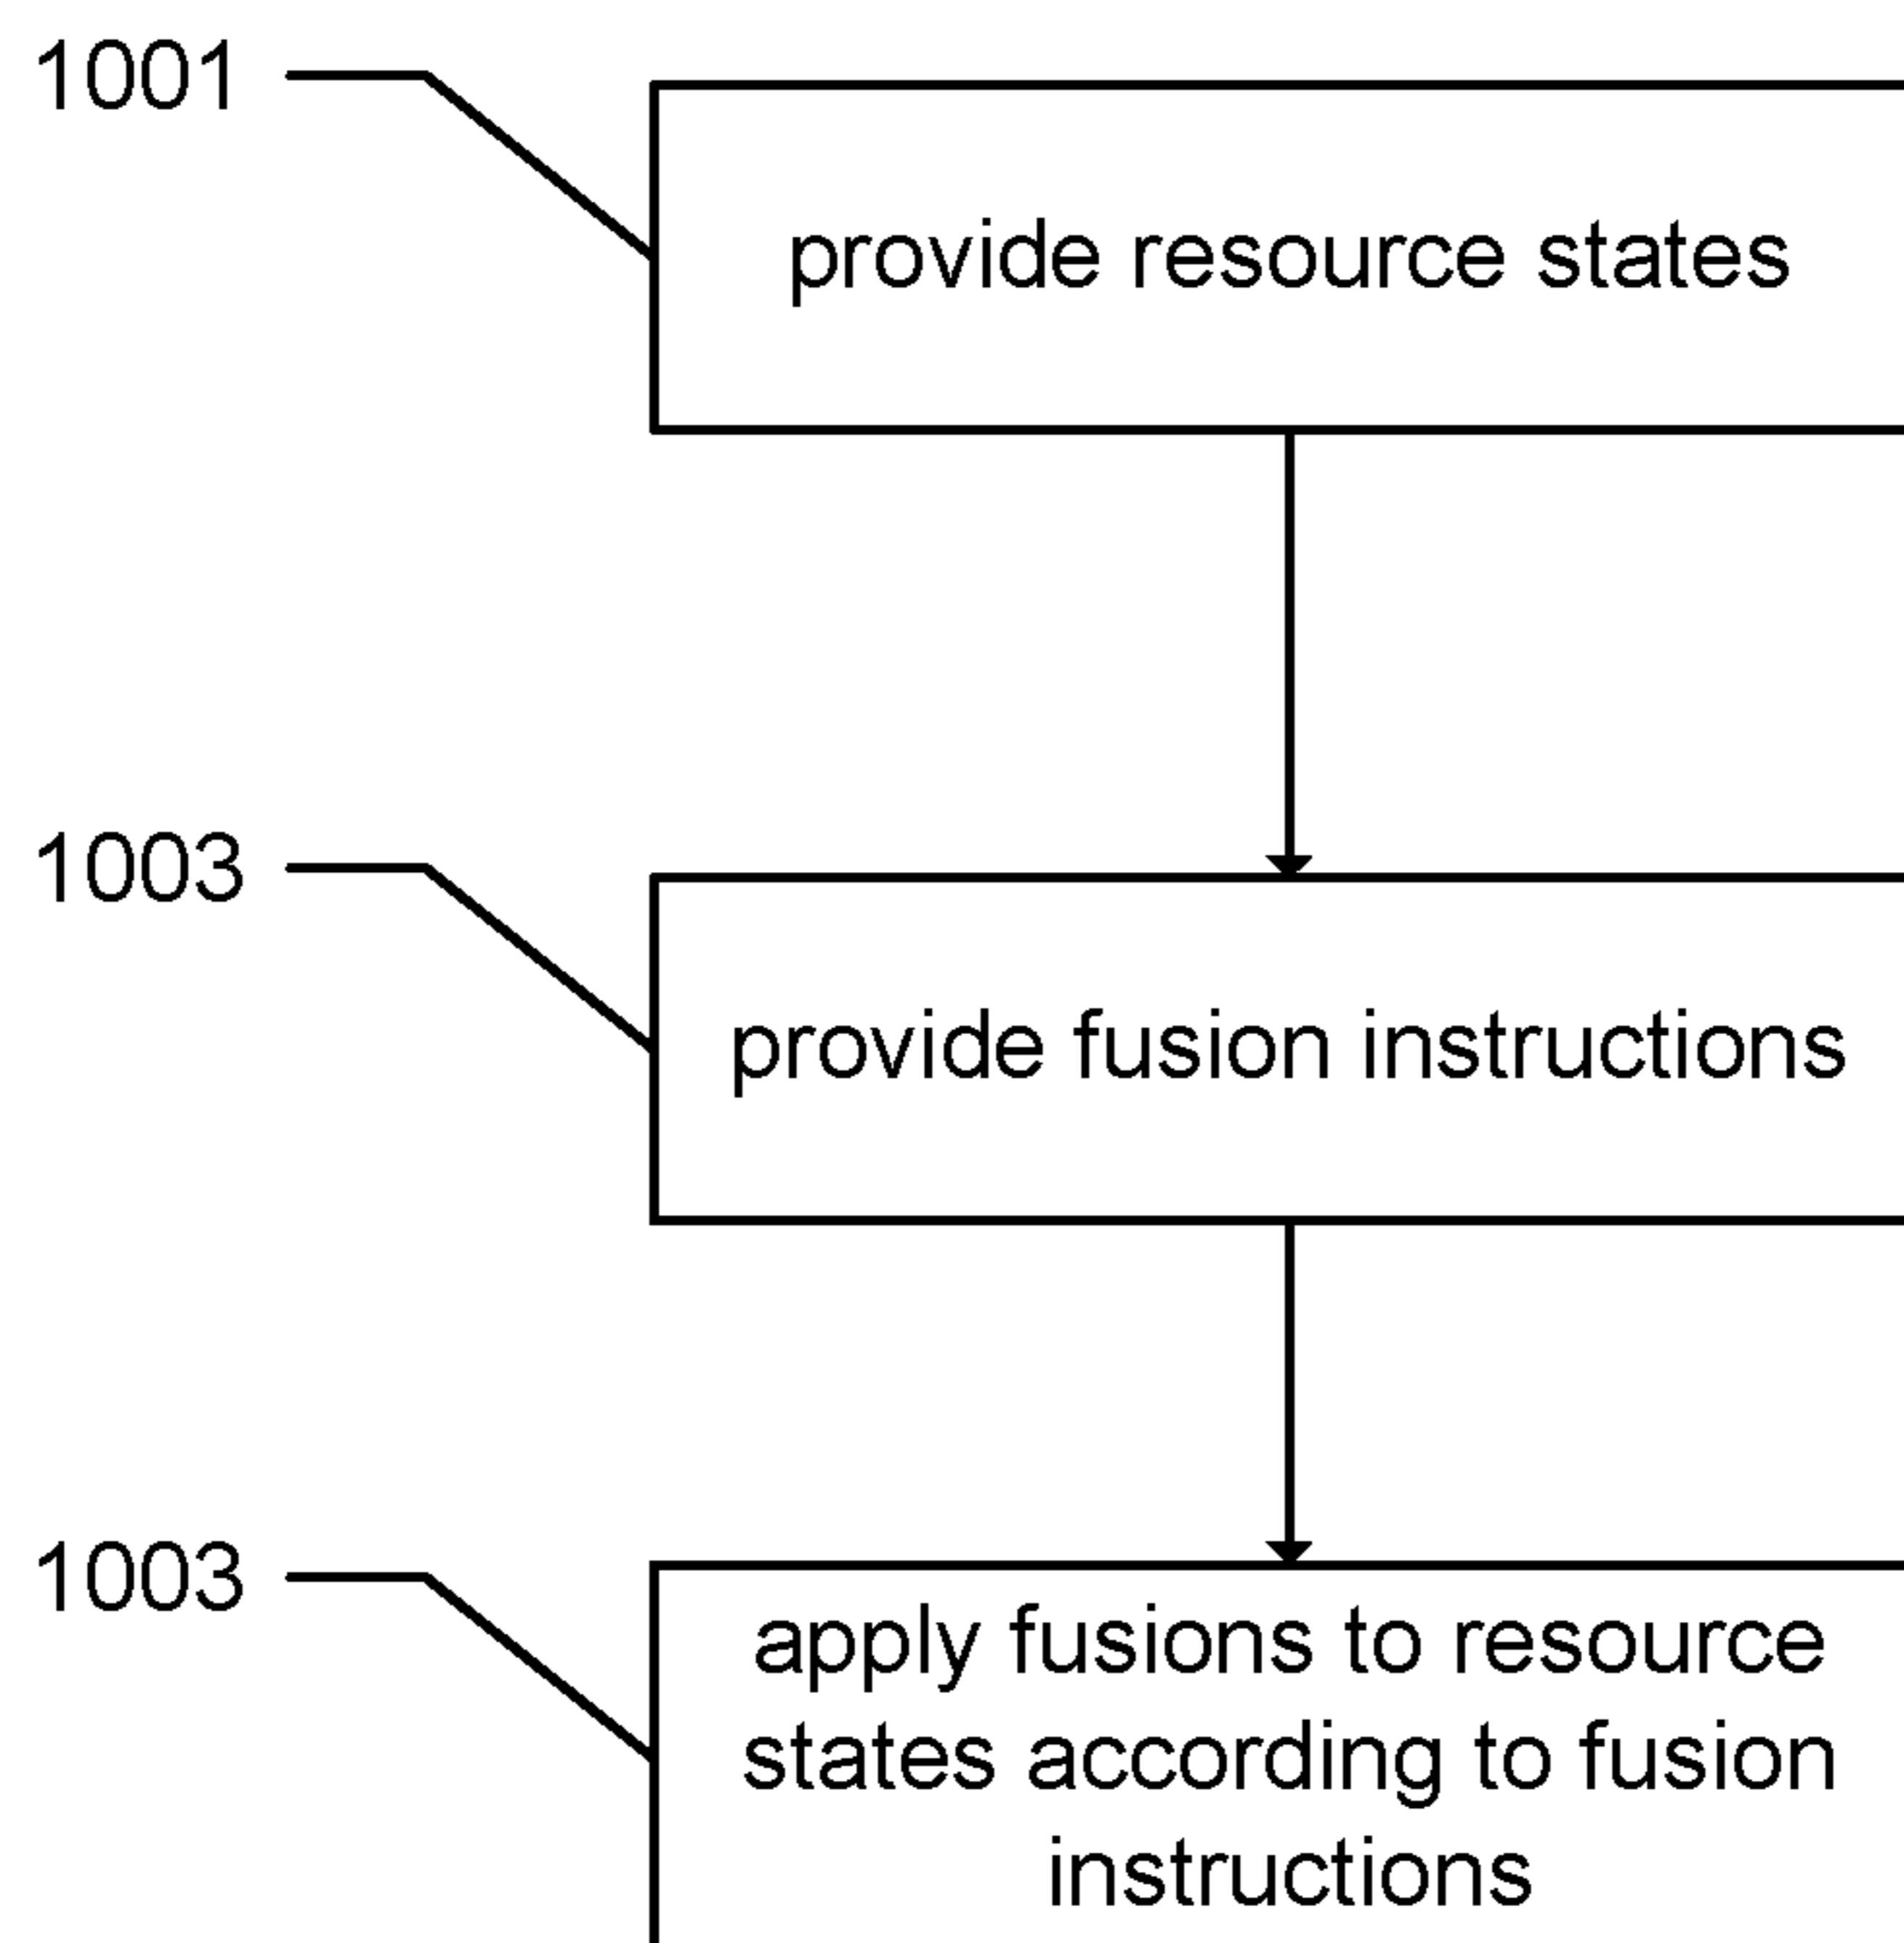 1001
provide resource states
1003
provide fusion instructions
1003
apply fusions to resource
states according to fusion
instructions